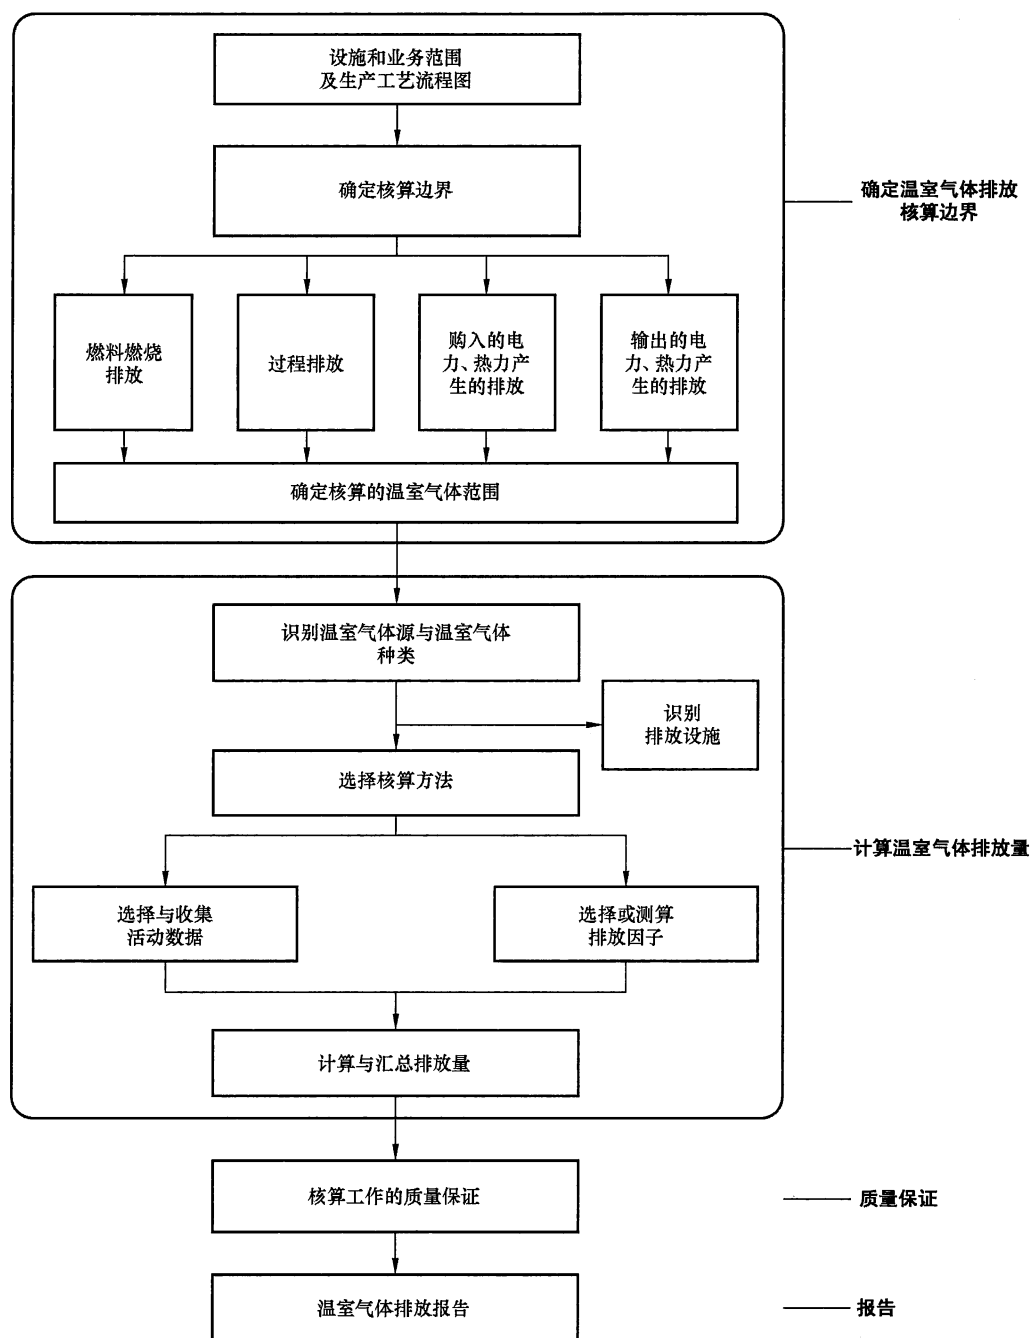 设施和业务范围
及生产工艺流程图
确定核算边界
确定温室气体排放
核算边界
燃料燃烧
排放
过程排放
购入的电
力、热力产
生的排放
输出的电
力、热力产
生的排放
确定核算的温室气体范围
识别温室气体源与温室气体
种类
识别
排放设施
选择核算方法
计算温室气体排放量
选择与收集
活动数据
选择或测算
排放因子
计算与汇总排放量
核算工作的质量保证
质量保证
温室气体排放报告
报告